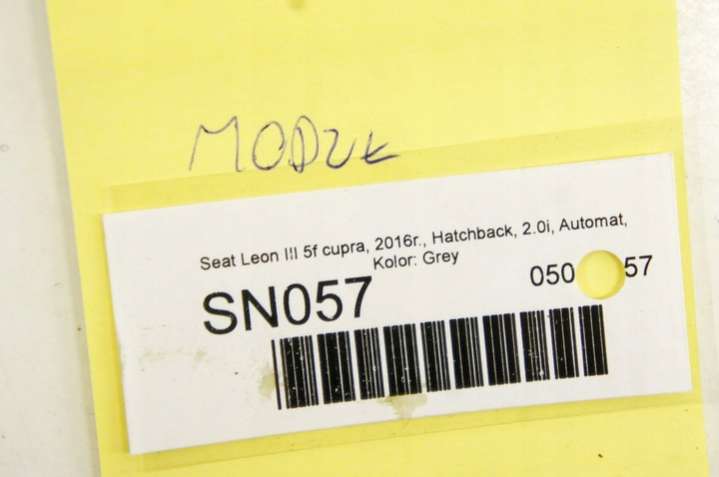 MODUŁ
Seat Leon III 5f cupra, 2016r., Hatchback, 2.0i, Automat,
Kolor: Grey
SN057
050 57